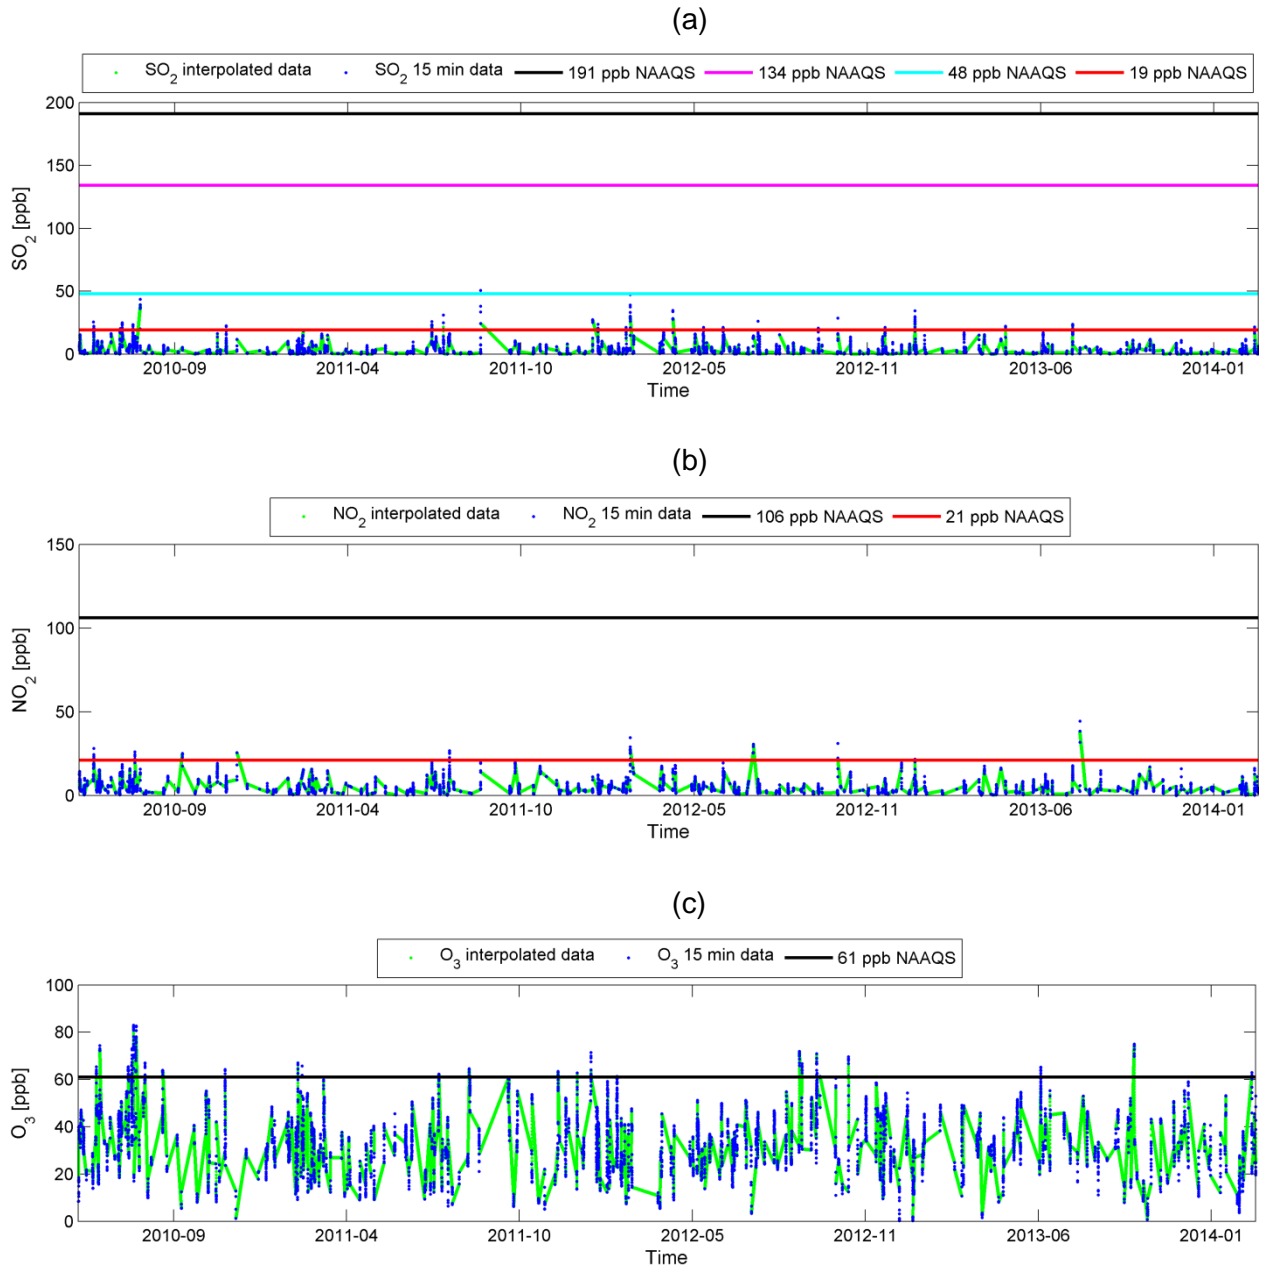 (a)
SO2 interpolated data SO2 15 min data 191 ppb NAAQS 134 ppb NAAQS 48 ppb NAAQS 19 ppb NAAQS
200
150
100
50
0
SO2 [ppb]
2010-09 2011-04 2011-10 2012-05 2012-11 2013-06 2014-01
Time
(b)
NO2 interpolated data NO2 15 min data 106 ppb NAAQS 21 ppb NAAQS
150
100
50
0
NO2 [ppb]
2010-09 2011-04 2011-10 2012-05 2012-11 2013-06 2014-01
Time
(c)
O3 interpolated data O3 15 min data 61 ppb NAAQS
100
80
60
40
20
0
O3 [ppb]
2010-09 2011-04 2011-10 2012-05 2012-11 2013-06 2014-01
Time